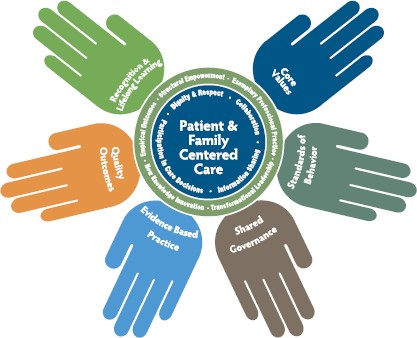 Recognition &
Lifelong Learning
Core
Values
Standards of
Behavior
Shared
Governance
Evidence Based
Practice
Quality
Outcomes
Structural Empowerment • Exemplary Professional Practice • Transformational Leadership • New Knowledge Innovation • Empirical Outcomes •
Dignity & Respect • Collaboration • Information Sharing • Participation in Care Decisions •
Patient &
Family
Centered
Care